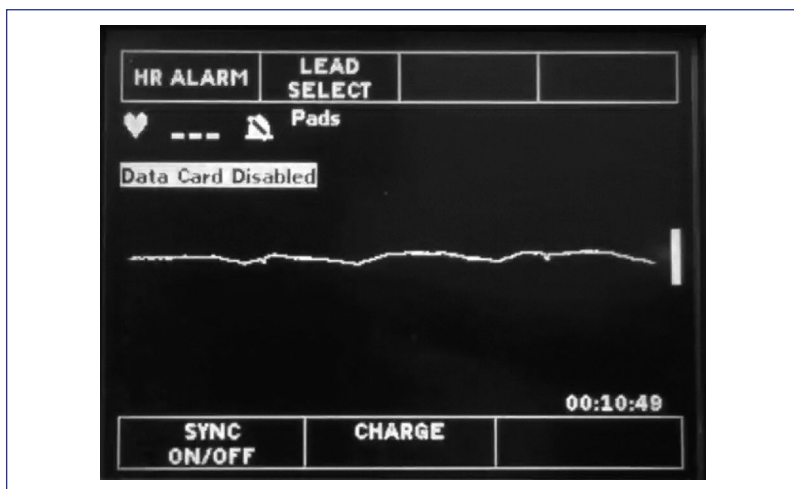 HR ALARM
LEAD
SELECT
---
Pads
Data Card Disabled
00:10:49
SYNC
ON/OFF
CHARGE